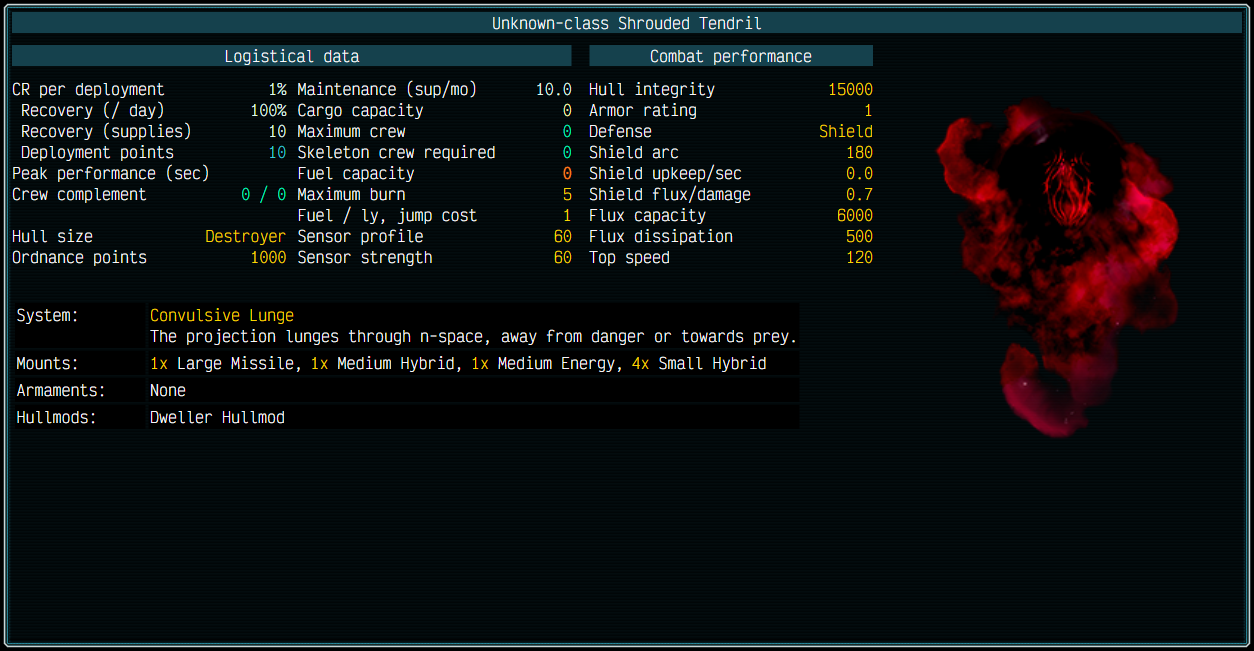 Unknown-class Shrouded Tendril
Logistical data
Combat performance
CR per deployment 1% Maintenance (sup/mo) 10.0 Hull integrity 15000
Recovery (/ day) 100% Cargo capacity 0 Armor rating 1
Recovery (supplies) 10 Maximum crew 0 Defense Shield
Deployment points 10 Skeleton crew required 0 Shield arc 180
Peak performance (sec) Fuel capacity 0 Shield upkeep/sec 0.0
Crew complement 0 / 0 Maximum burn 5 Shield flux/damage 0.7
Fuel / ly, jump cost 1 Flux capacity 6000
Hull size Destroyer Sensor profile 60 Flux dissipation 500
Ordnance points 1000 Sensor strength 60 Top speed 120
System: Convulsive Lunge
The projection lunges through n-space, away from danger or towards prey.
Mounts: 1x Large Missile, 1x Medium Hybrid, 1x Medium Energy, 4x Small Hybrid
Armaments: None
Hullmods: Dweller Hullmod